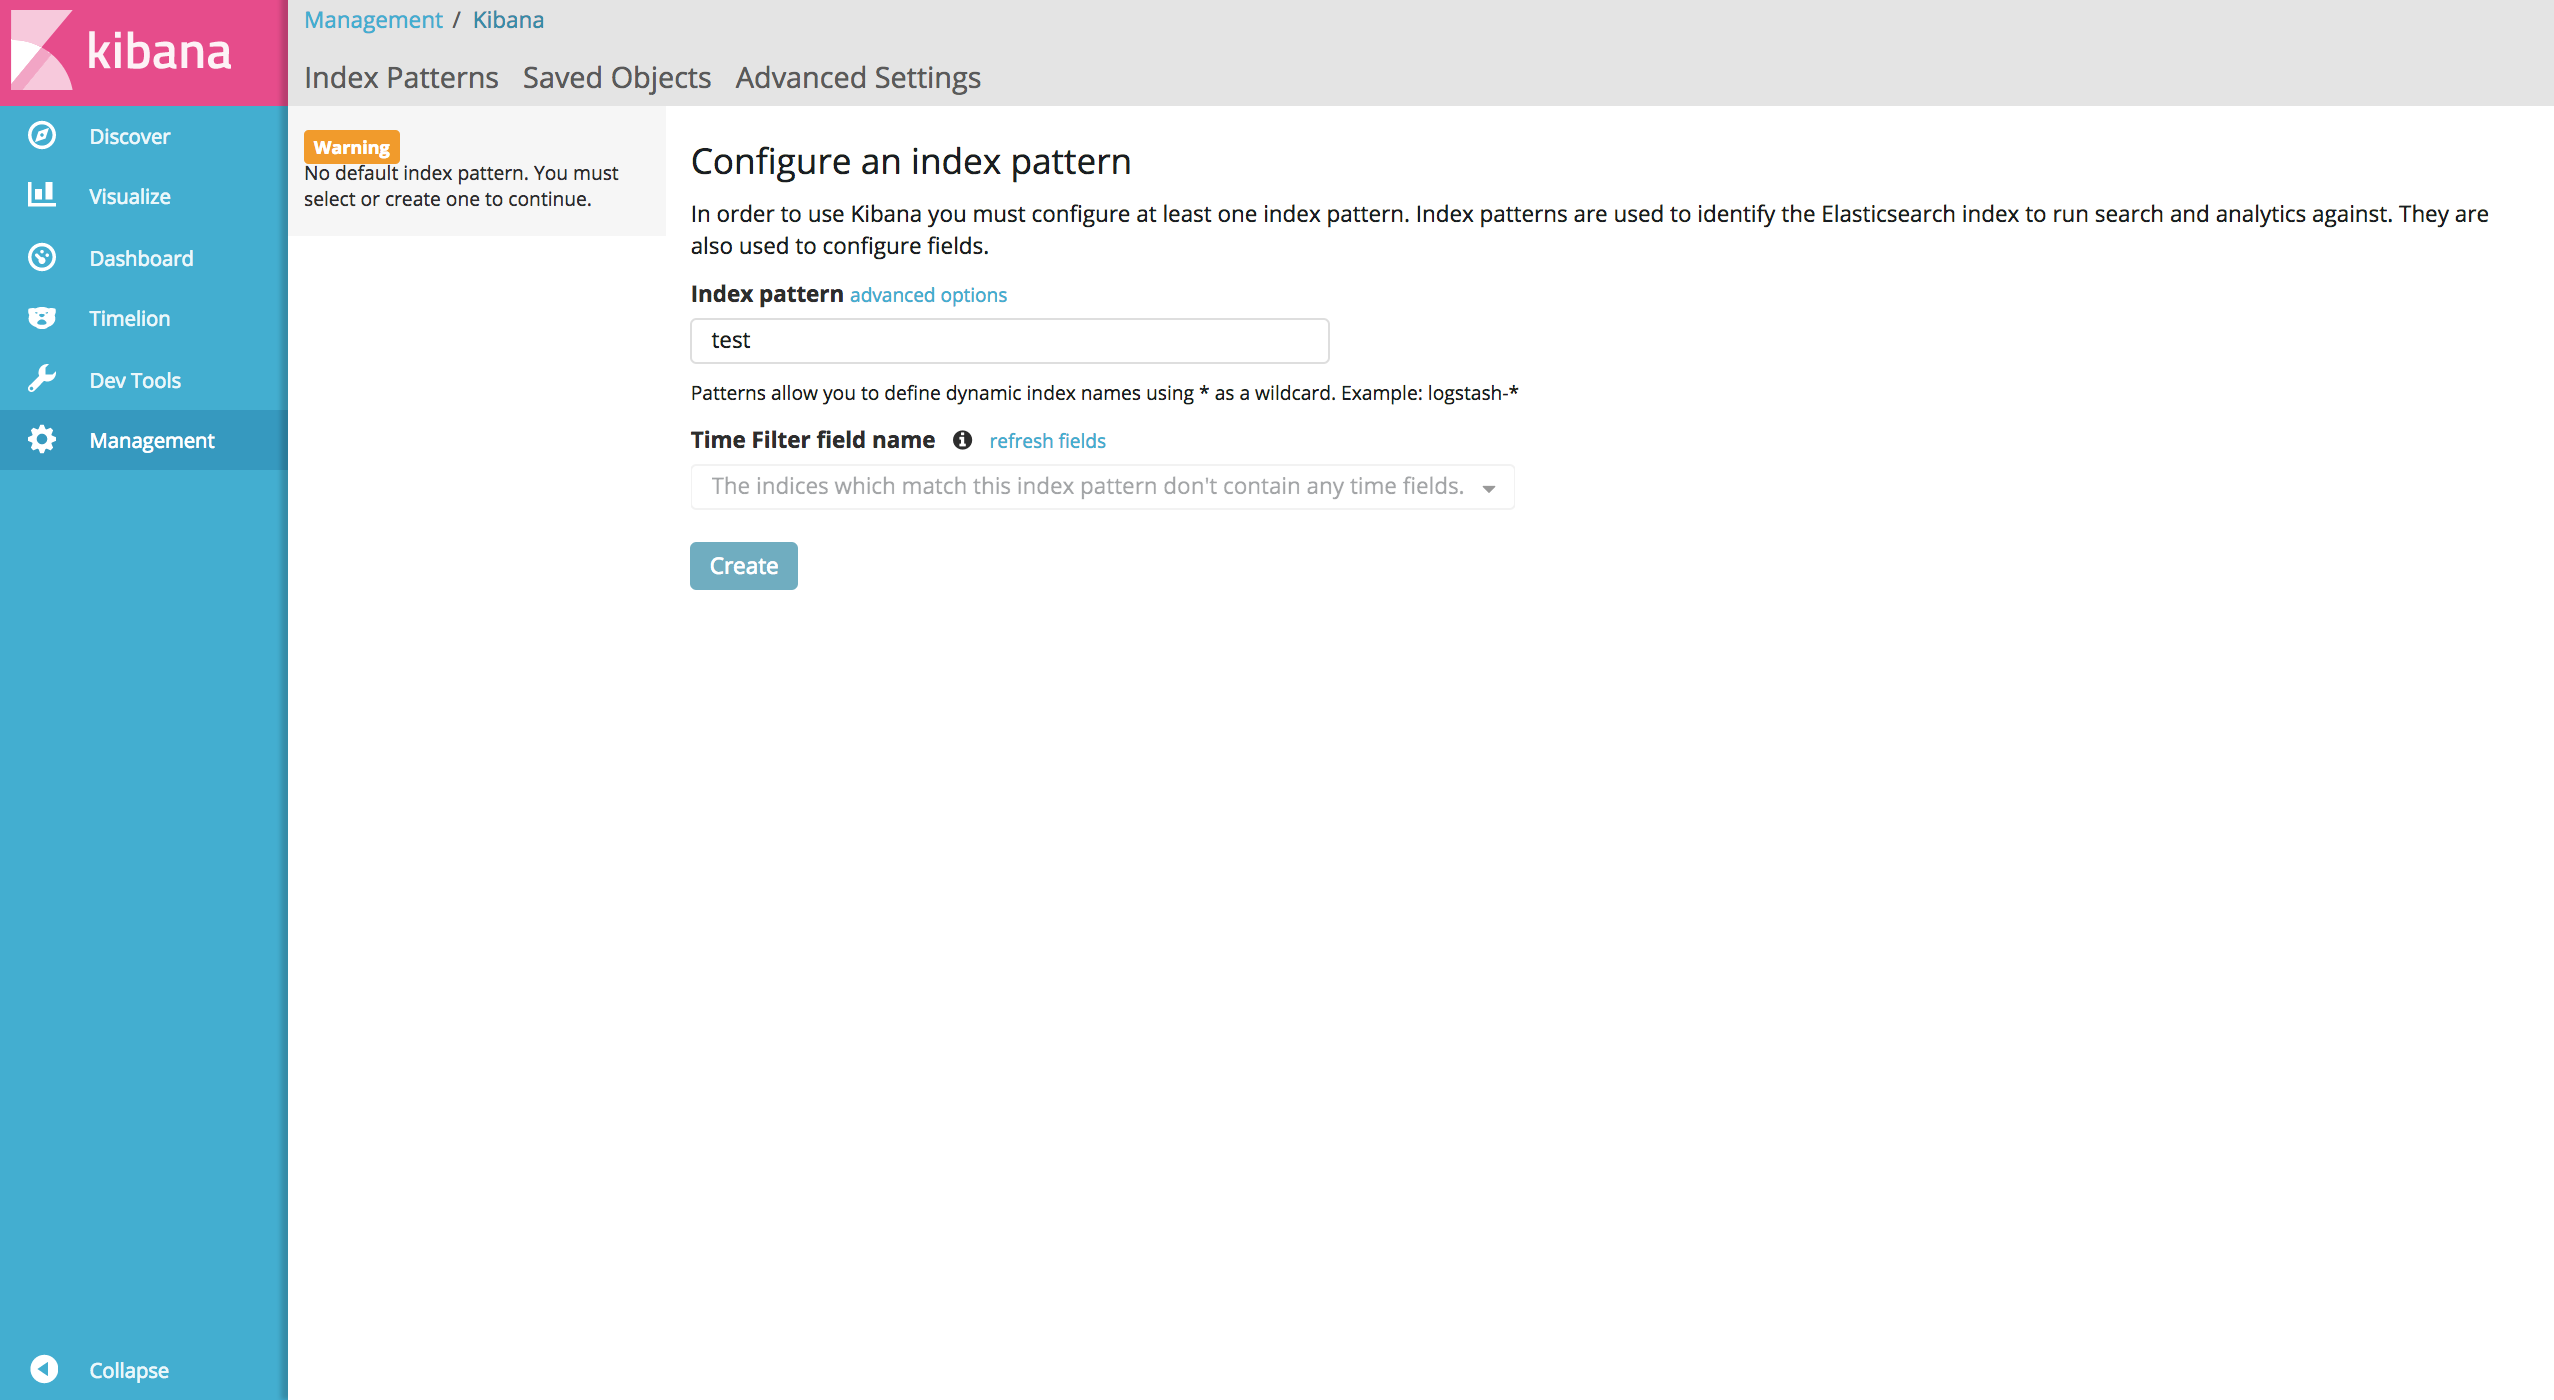 kibana
Management / Kibana
Index Patterns Saved Objects Advanced Settings
Discover
Visualize
Dashboard
Timelion
Dev Tools
Management
Collapse
Warning
No default index pattern. You must
select or create one to continue.
Configure an index pattern
In order to use Kibana you must configure at least one index pattern. Index patterns are used to identify the Elasticsearch index to run search and analytics against. They are
also used to configure fields.
Index pattern advanced options
test
Patterns allow you to define dynamic index names using * as a wildcard. Example: logstash-*
Time Filter field name refresh fields
The indices which match this index pattern don't contain any time fields.
Create